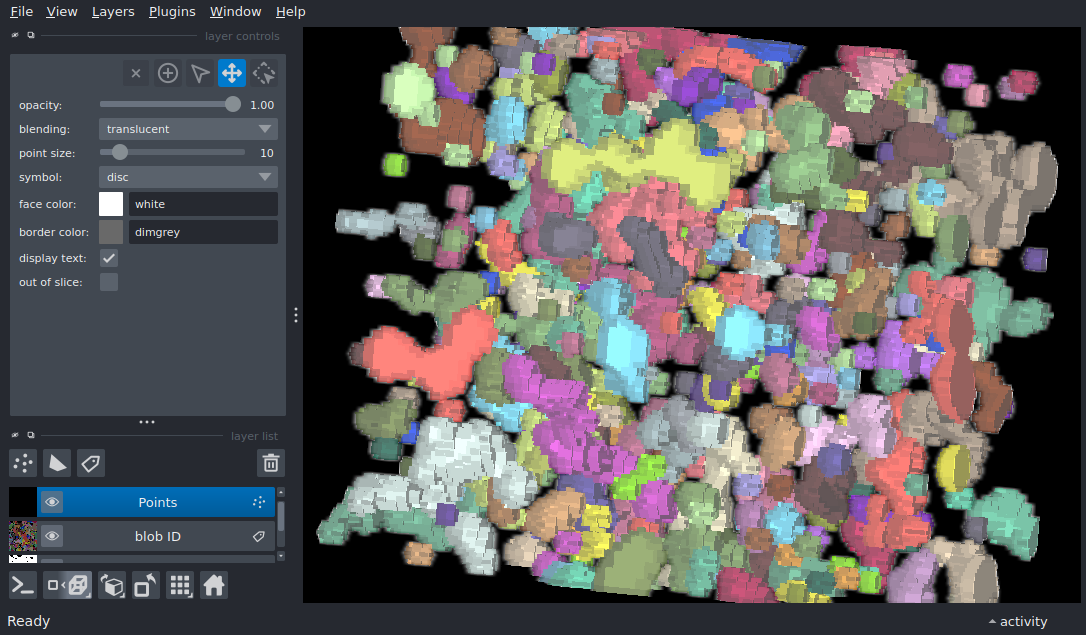 File View Layers Plugins Window Help
layer controls
opacity: 1.00
blending: translucent
point size: 10
symbol: disc
face color: white
border color: dimgrey
display text:
out of slice:
layer list
Points
blob ID
Ready
activity